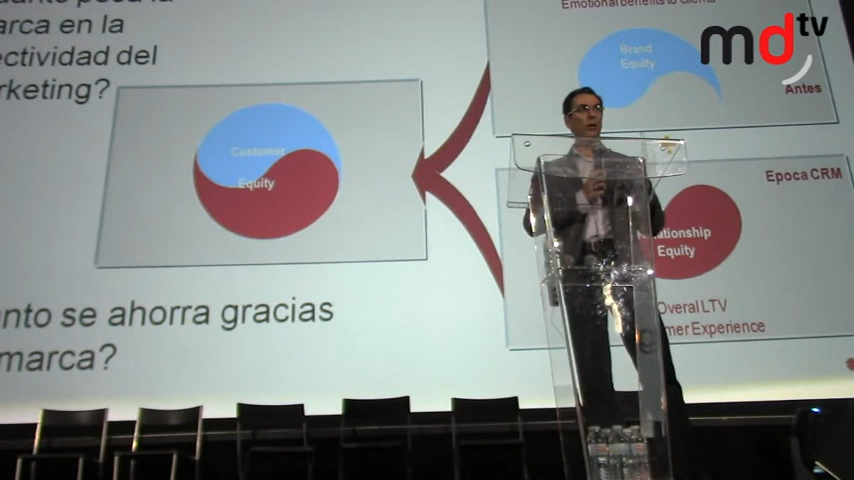 arca en la
ectividad del
rketing?
Customer
Equity
Emotional benefits to clients
Brand
Equity
Antes
mdtv
Epoca CRM
ationship
Equity
Overal LTV
mer Experience
nto se ahorra gracias
marca?